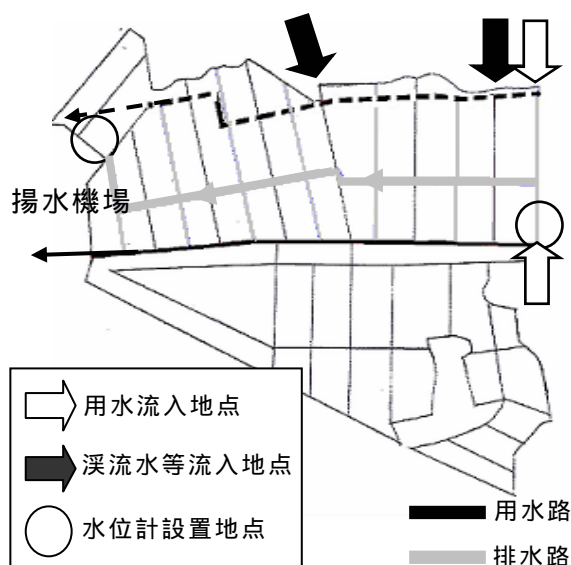 揚水機場
用水流入地点
渓流水等流入地点
水位計設置地点
用水路
排水路